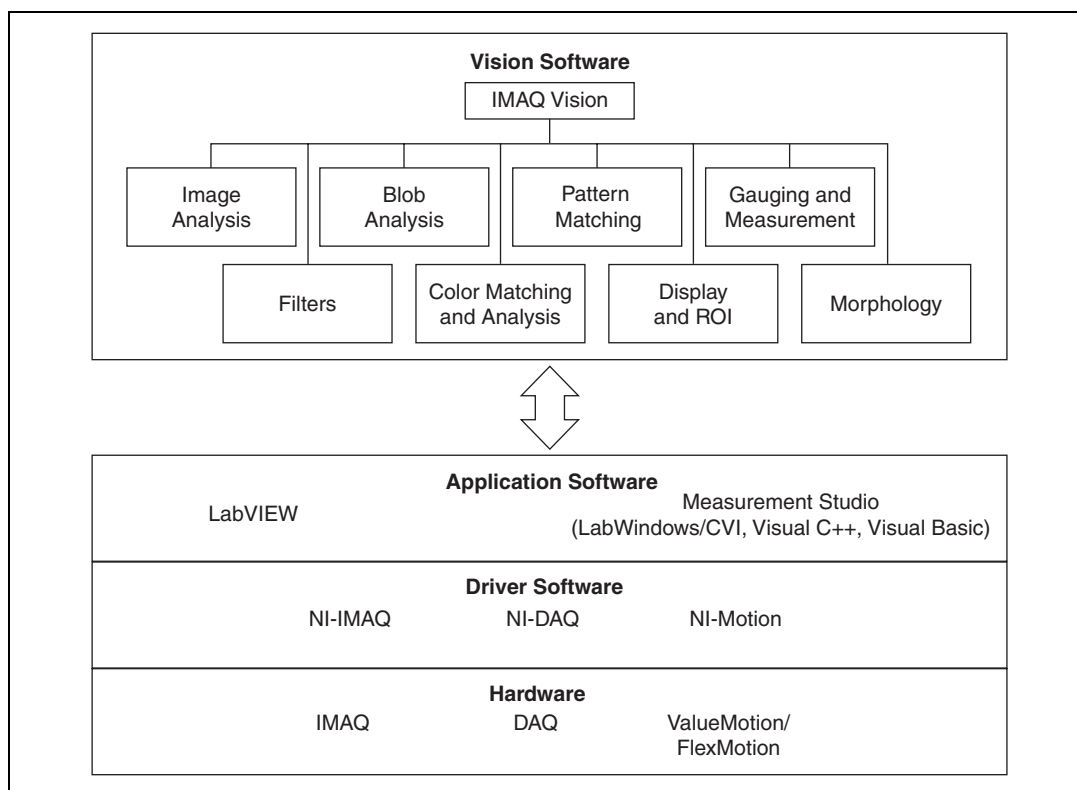 Vision Software
IMAQ Vision
Image
Analysis
Blob
Analysis
Pattern
Matching
Gauging and
Measurement
Filters
Color Matching
and Analysis
Display
and ROI
Morphology
Application Software
LabVIEW
Measurement Studio
(LabWindows/CVI, Visual C++, Visual Basic)
Driver Software
NI-IMAQ
NI-DAQ
NI-Motion
Hardware
IMAQ
DAQ
ValueMotion/
FlexMotion